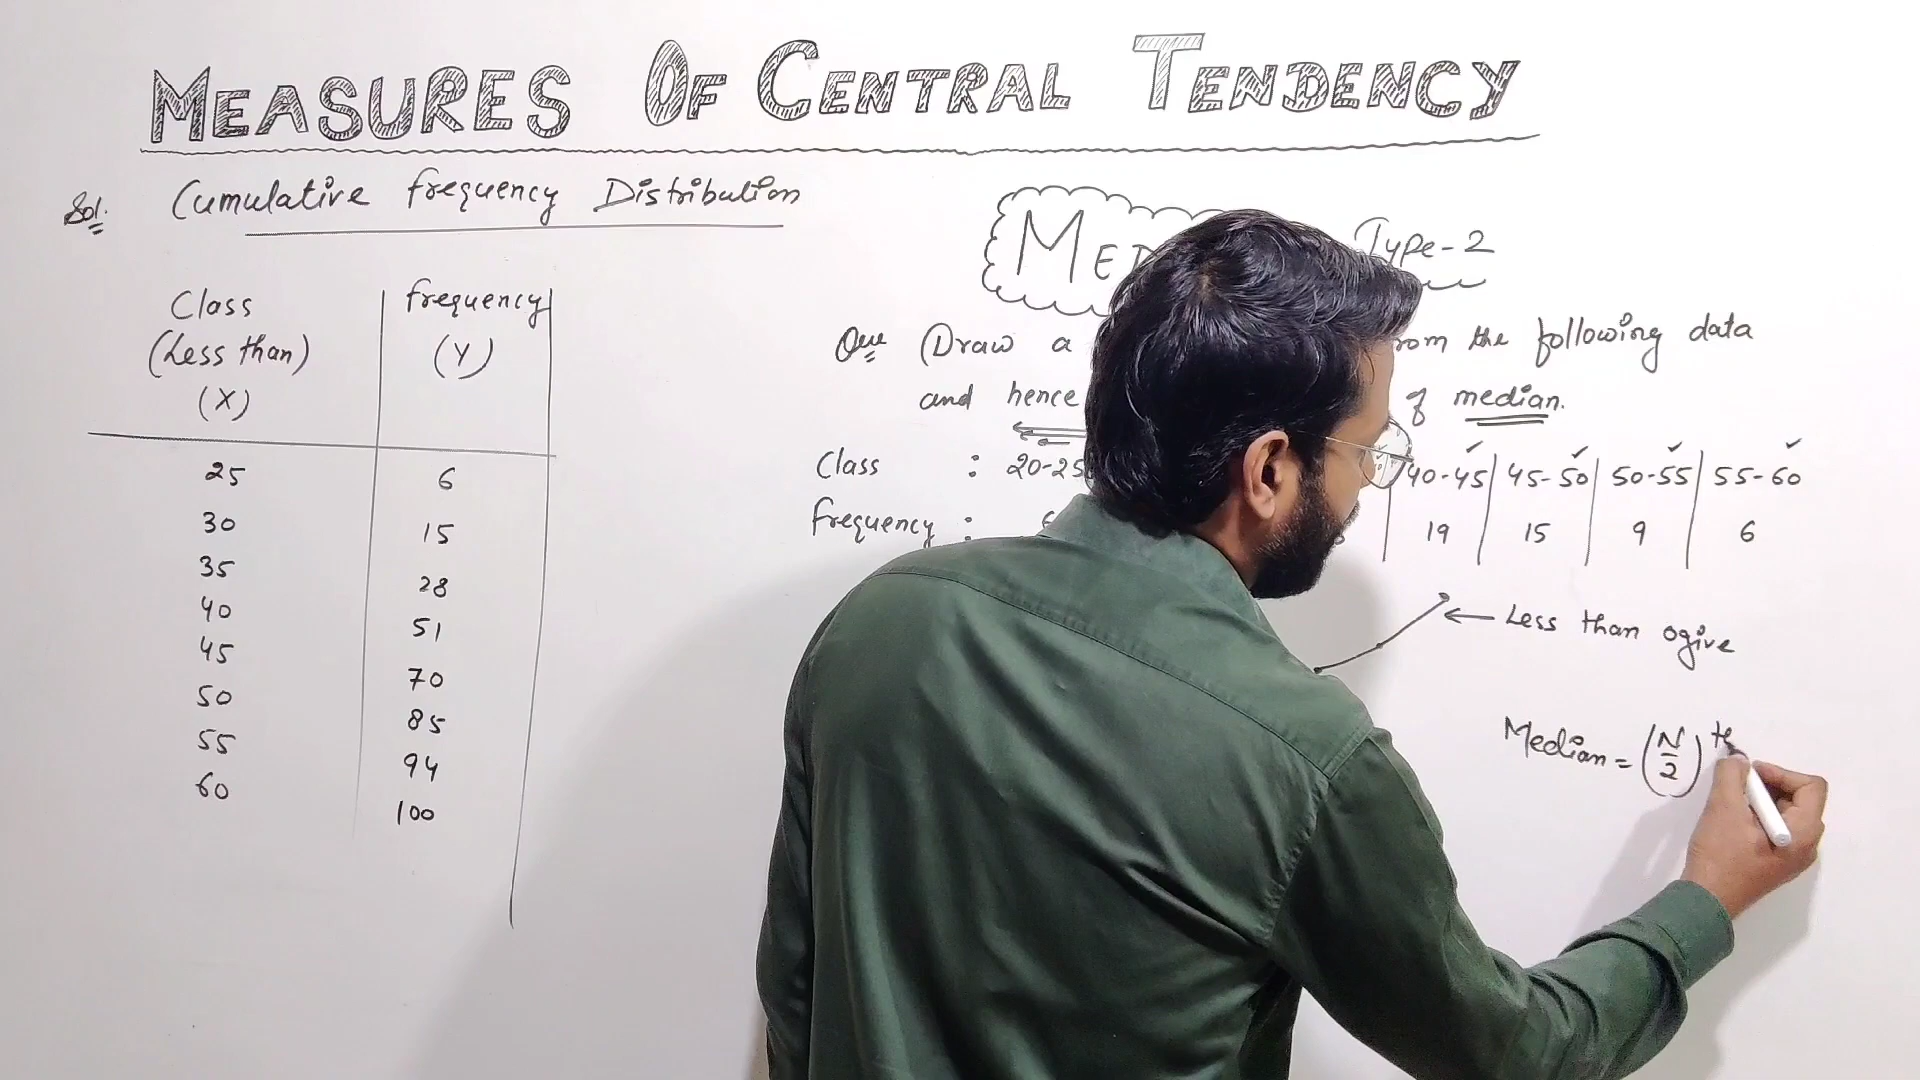 MEASURES OF CENTRAL TENDENCY
Sol. Cumulative frequency Distribution
Class
(Less than)
(X)
frequency
(Y)
25 6
30 15
35 28
40 51
45 70
50 85
55 94
60 100
Type-2
Que (Draw a from the following data
and hence of median.
Class : 20-25 40-45 45-50 50-55 55-60
frequency : 19 15 9 6
Less than ogive
Median = (N/2)